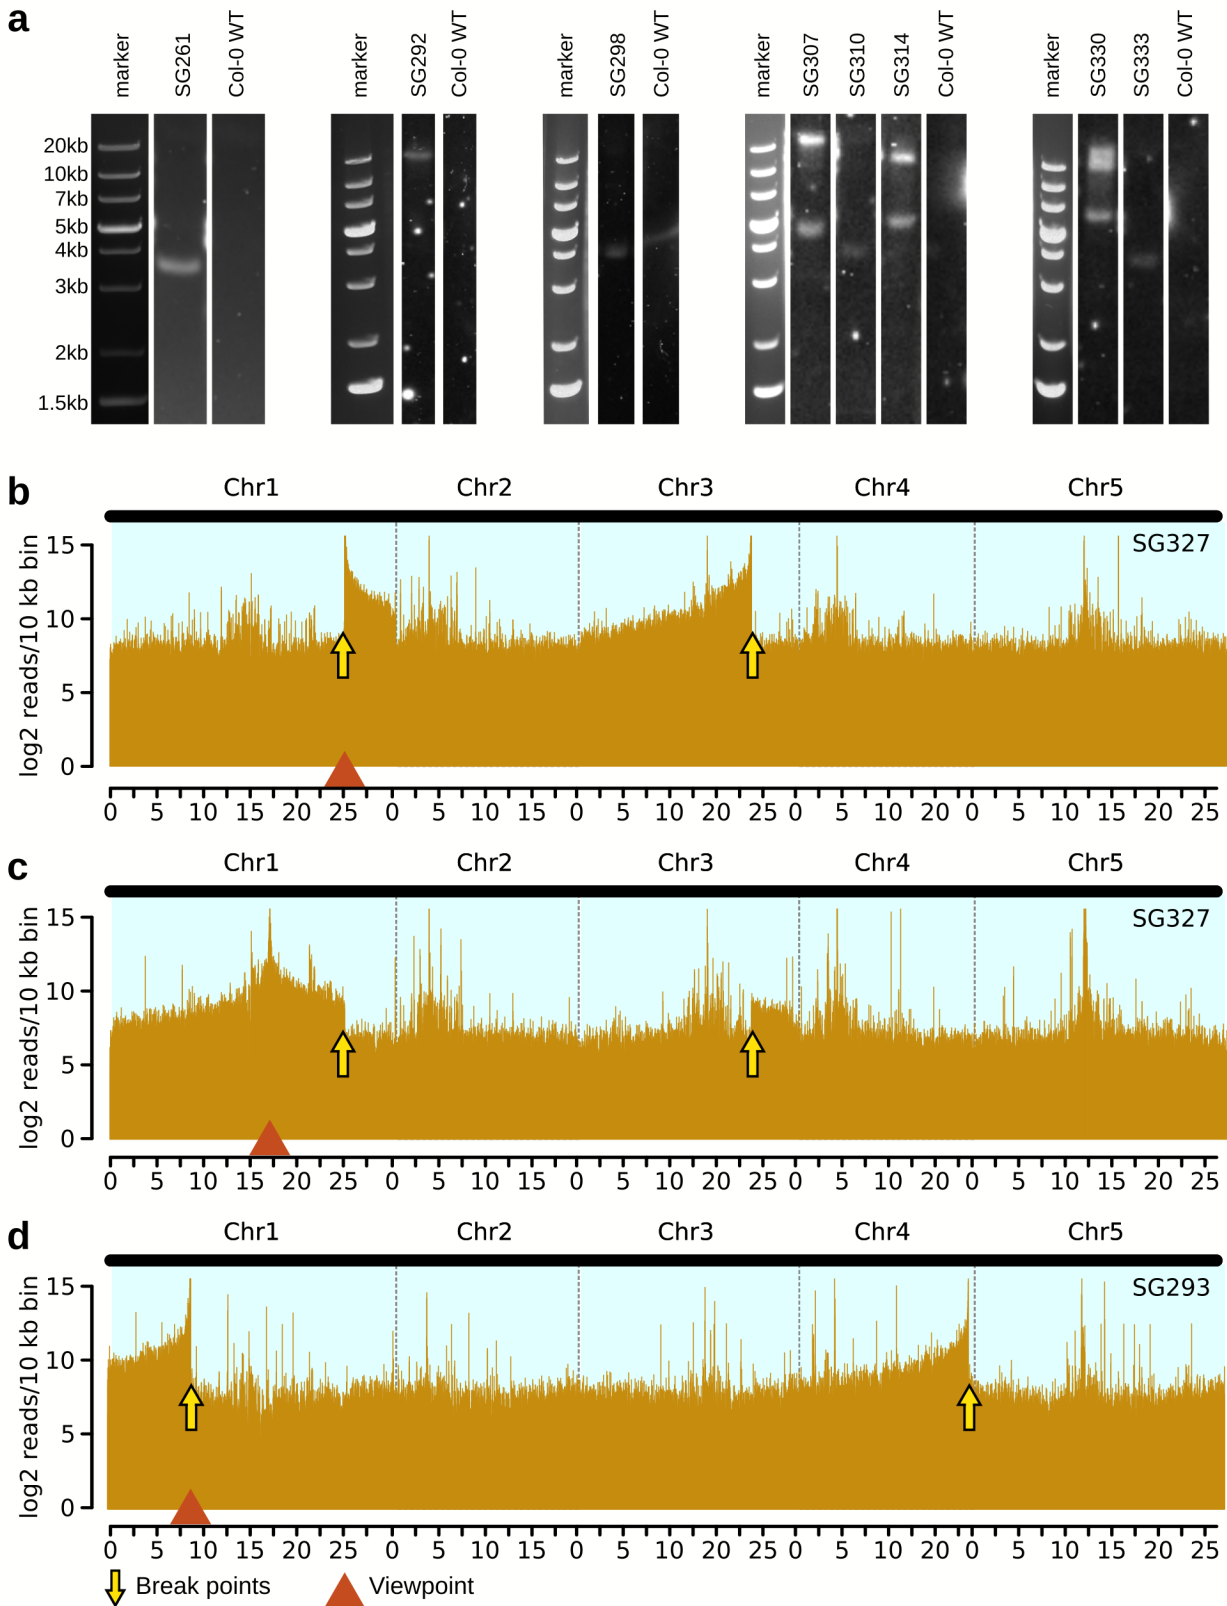 a
marker SG261 Col-0 WT marker SG292 Col-0 WT marker SG298 Col-0 WT marker SG307 SG310 SG314 Col-0 WT marker SG330 SG333 Col-0 WT
20kb
10kb
7kb
5kb
4kb
3kb
2kb
1.5kb
b
Chr1 Chr2 Chr3 Chr4 Chr5
SG327
log2 reads/10 kb bin
15
10
5
0
0 5 10 15 20 25 0 5 10 15 0 5 10 15 20 25 0 5 10 20 0 5 10 15 20 25
c
Chr1 Chr2 Chr3 Chr4 Chr5
SG327
log2 reads/10 kb bin
15
10
5
0
0 5 10 15 20 25 0 5 10 15 0 5 10 15 20 25 0 5 10 20 0 5 10 15 20 25
d
Chr1 Chr2 Chr3 Chr4 Chr5
SG293
log2 reads/10 kb bin
15
10
5
0
0 5 10 15 20 25 0 5 10 15 0 5 10 15 20 25 0 5 10 20 0 5 10 15 20 25
Break points Viewpoint